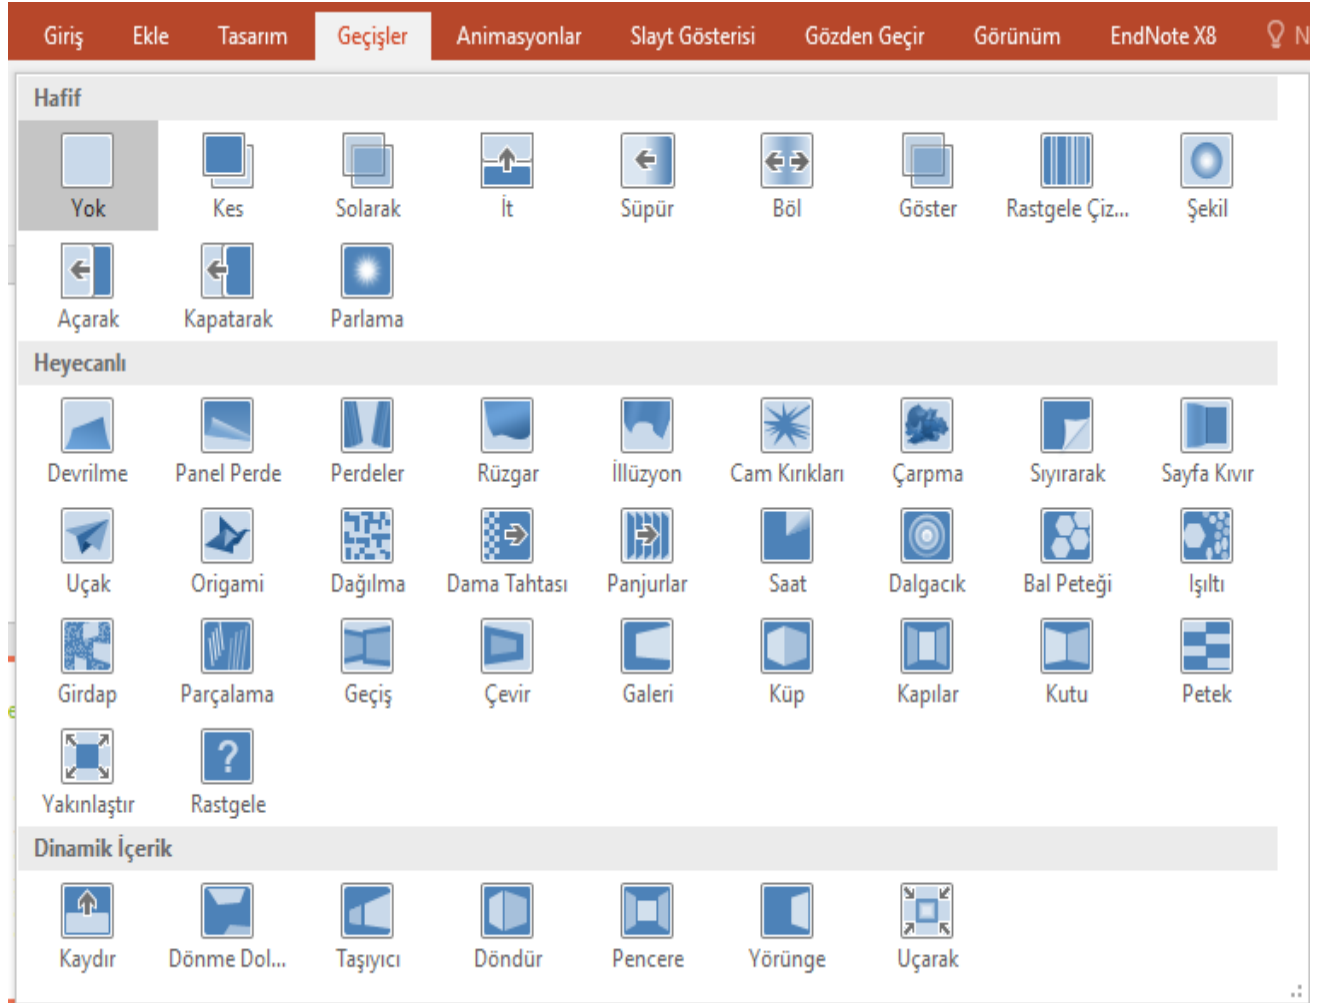 Giriş Ekle Tasarım Geçişler Animasyonlar Slayt Gösterisi Gözden Geçir Görünüm EndNote X8 N
Hafif
Yok Kes Solarak İt Süpür Böl Göster Rastgele Çiz... Şekil
Açarak Kapatarak Parlama
Heyecanlı
Devrilme Panel Perde Perdeler Rüzgar İllüzyon Cam Kırıkları Çarpma Sıyırarak Sayfa Kıvır
Uçak Origami Dağılma Dama Tahtası Panjurlar Saat Dalgacık Bal Peteği Işıltı
Girdap Parçalama Geçiş Çevir Galeri Küp Kapılar Kutu Petek
Yakınlaştır Rastgele
Dinamik İçerik
Kaydır Dönme Dol... Taşıyıcı Döndür Pencere Yörünge Uçarak